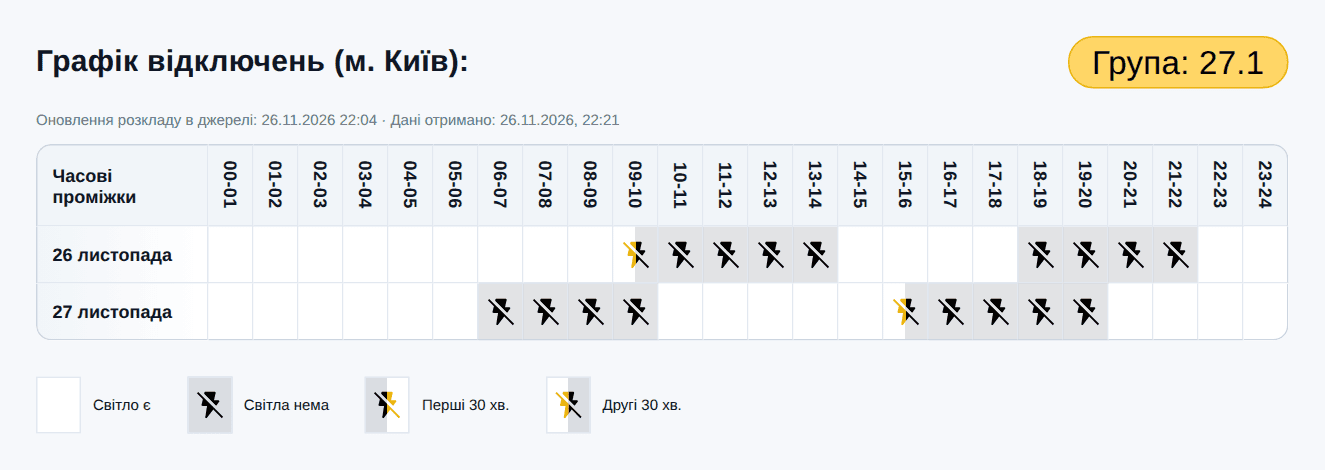 Графік відключень (м. Київ):
Група: 27.1
Оновлення розкладу в джерелі: 26.11.2026 22:04 · Дані отримано: 26.11.2026, 22:21
Часові
проміжки
00-01
01-02
02-03
03-04
04-05
05-06
06-07
07-08
08-09
09-10
10-11
11-12
12-13
13-14
14-15
15-16
16-17
17-18
18-19
19-20
20-21
21-22
22-23
23-24
26 листопада
27 листопада
Світло є
Світла нема
Перші 30 хв.
Другі 30 хв.